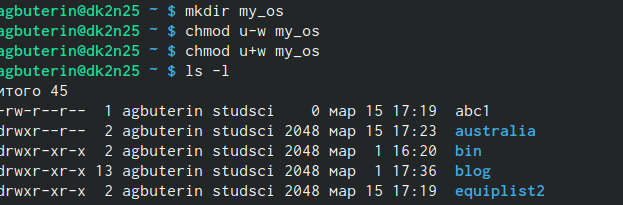 agbuterin@dk2n25 ~ $ mkdir my_os
agbuterin@dk2n25 ~ $ chmod u-w my_os
agbuterin@dk2n25 ~ $ chmod u+w my_os
agbuterin@dk2n25 ~ $ ls -l
итого 45
-rw-r--r-- 1 agbuterin studsci 0 мар 15 17:19 abc1
drwxr--r-- 2 agbuterin studsci 2048 мар 15 17:23 australia
drwxr-xr-x 2 agbuterin studsci 2048 мар 1 16:20 bin
drwxr-xr-x 13 agbuterin studsci 2048 мар 1 17:36 blog
drwxr-xr-x 2 agbuterin studsci 2048 мар 15 17:19 equiplist2